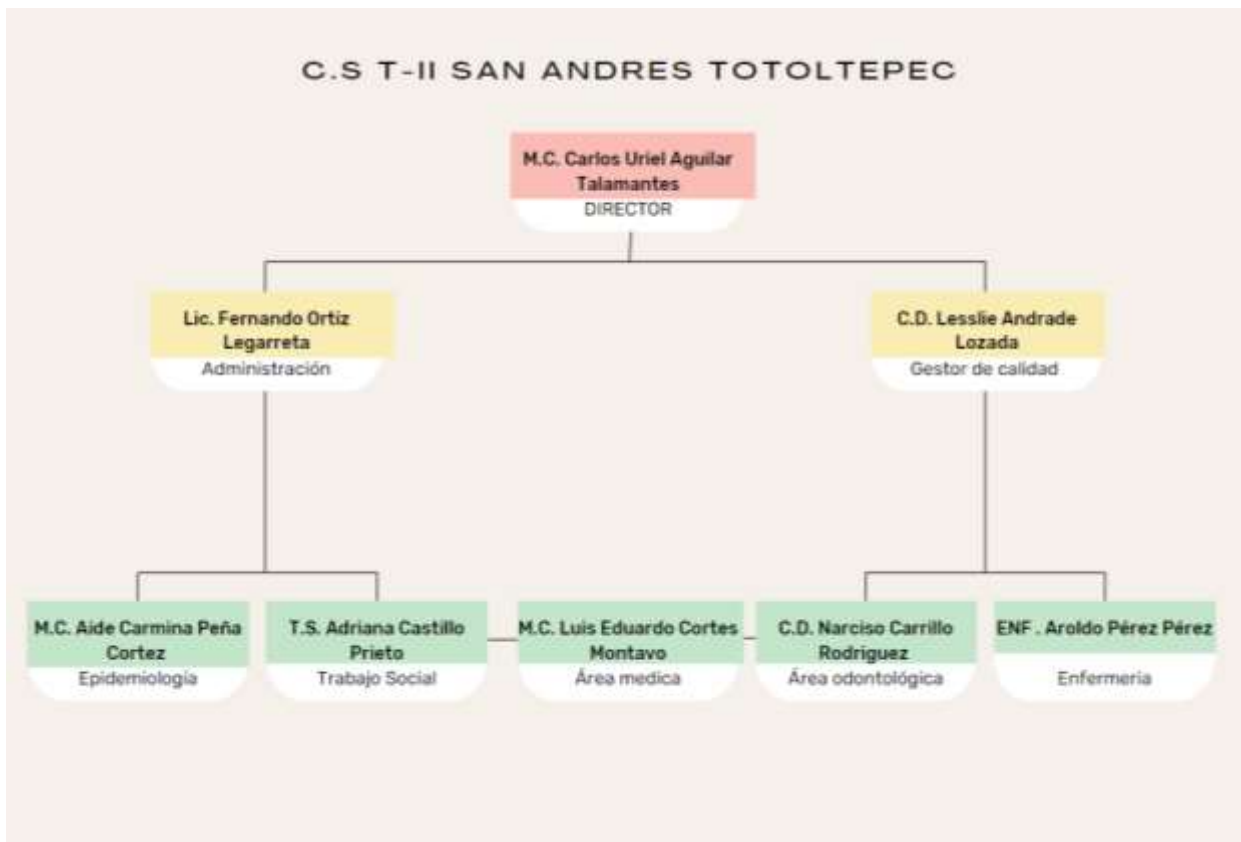 C.S T-II SAN ANDRES TOTOLTEPEC
M.C. Carlos Uriel Aguilar
Talamantes
DIRECTOR
Lic. Fernando Ortiz
Legarreta
Administración
C.D. Lesslie Andrade
Lozada
Gestor de calidad
M.C. Aide Carmina Peña
Cortez
Epidemiología
T.S. Adriana Castillo
Prieto
Trabajo Social
M.C. Luis Eduardo Cortes
Montavo
Área medica
C.D. Narciso Carrillo
Rodriguez
Área odontológica
ENF . Aroldo Pérez Pérez
Enfermeria